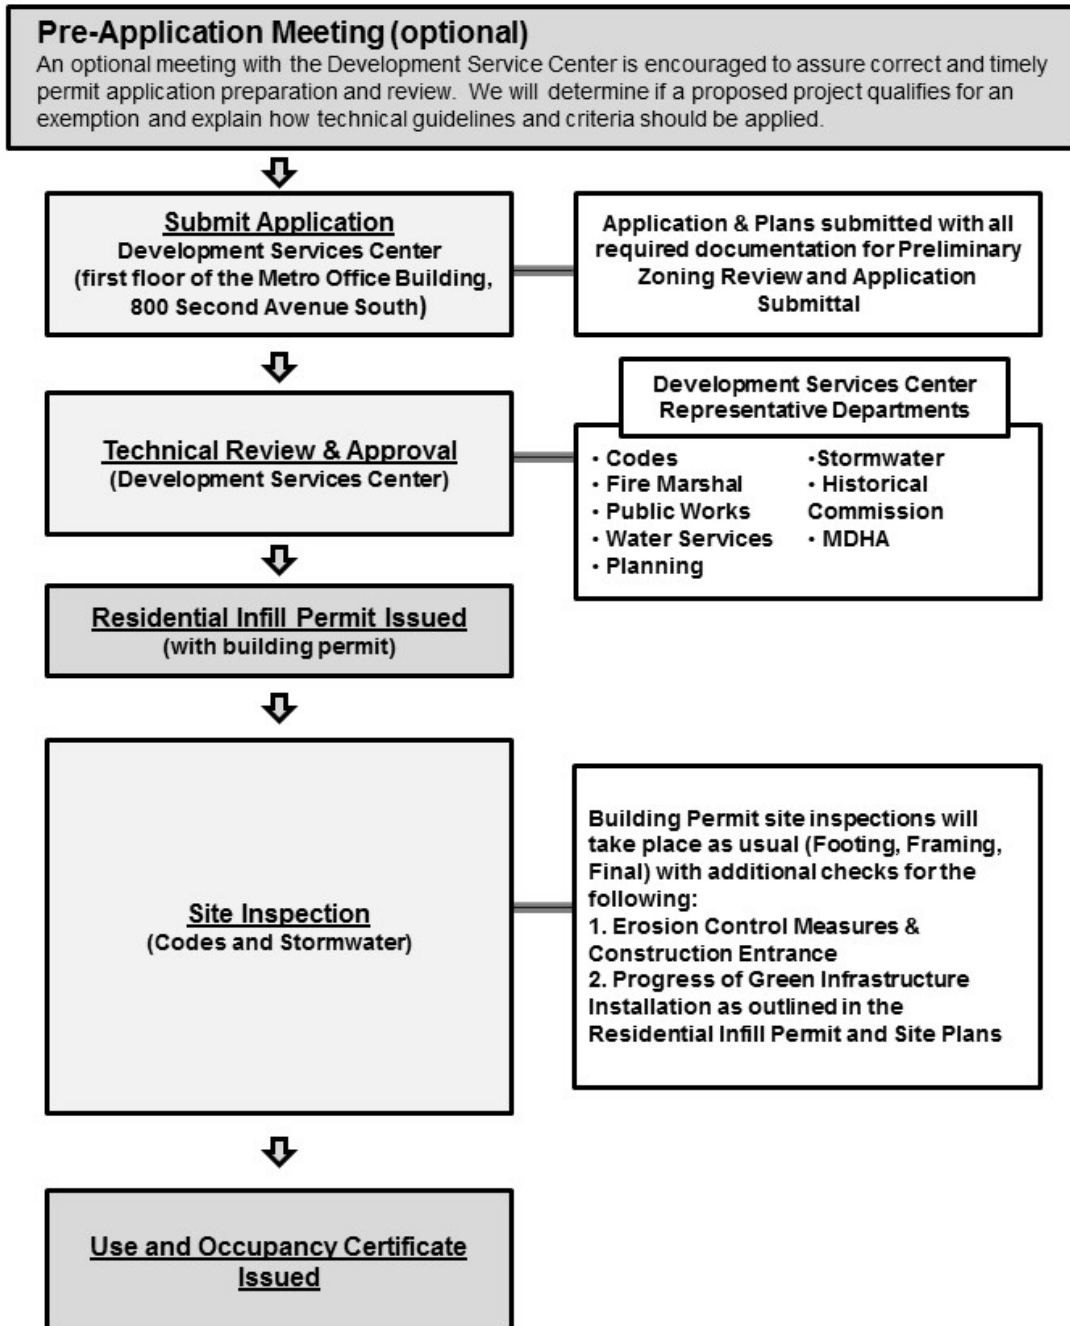 Pre-Application Meeting (optional)
An optional meeting with the Development Service Center is encouraged to assure correct and timely
permit application preparation and review.  We will determine if a proposed project qualifies for an
exemption and explain how technical guidelines and criteria should be applied.
Submit Application
Development Services Center
(first floor of the Metro Office Building,
800 Second Avenue South)
Application & Plans submitted with all
required documentation for Preliminary
Zoning Review and Application
Submittal
Technical Review & Approval
(Development Services Center)
Development Services Center
Representative Departments
• Codes
• Fire Marshal
• Public Works
• Water Services
• Planning
•Stormwater
• Historical
Commission
• MDHA
Residential Infill Permit Issued
(with building permit)
Site Inspection
(Codes and Stormwater)
Building Permit site inspections will
take place as usual (Footing, Framing,
Final) with additional checks for the
following:
1. Erosion Control Measures &
Construction Entrance
2. Progress of Green Infrastructure
Installation as outlined in the
Residential Infill Permit and Site Plans
Use and Occupancy Certificate
Issued